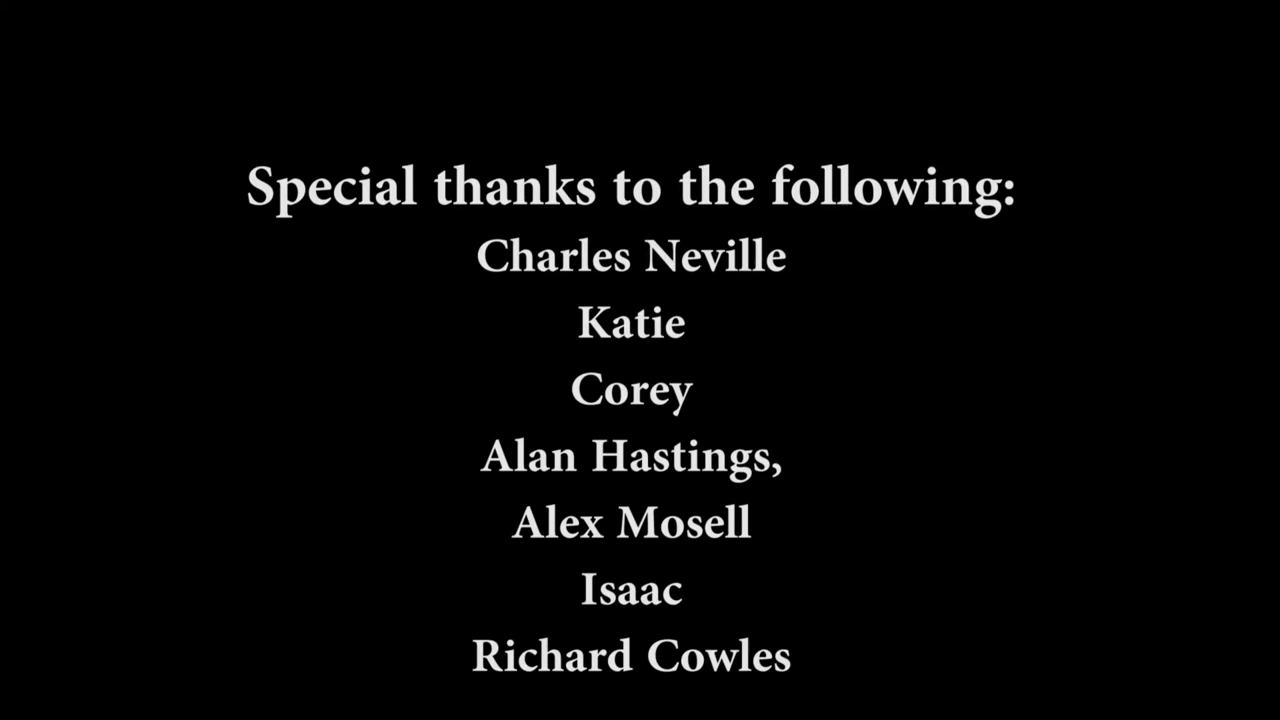 Special thanks to the following:
Charles Neville
Katie
Corey
Alan Hastings,
Alex Mosell
Isaac
Richard Cowles